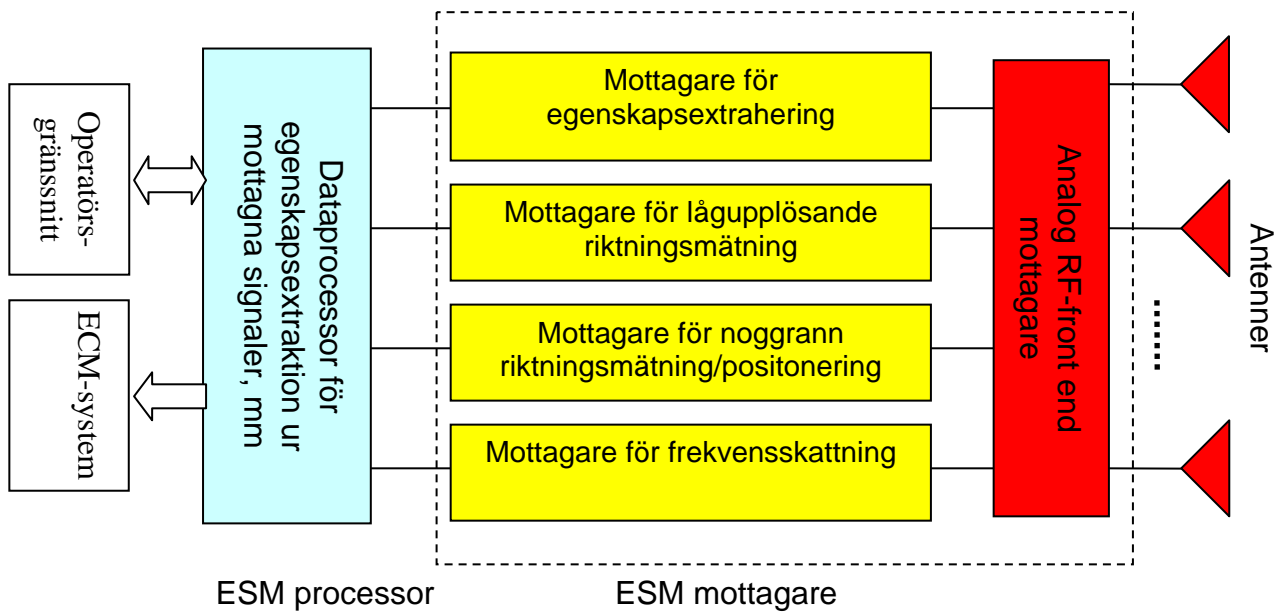 Operatörs-
gränssnitt
ECM-system
Dataprocessor för
egenskapsextraktion ur
mottagna signaler, mm
Mottagare för
egenskapsextrahering
Mottagare för lågupplösande
riktningsmätning
Mottagare för noggrann
riktningsmätning/positonering
Mottagare för frekvensskattning
Analog RF-front end
mottagare
Antenner
ESM processor
ESM mottagare